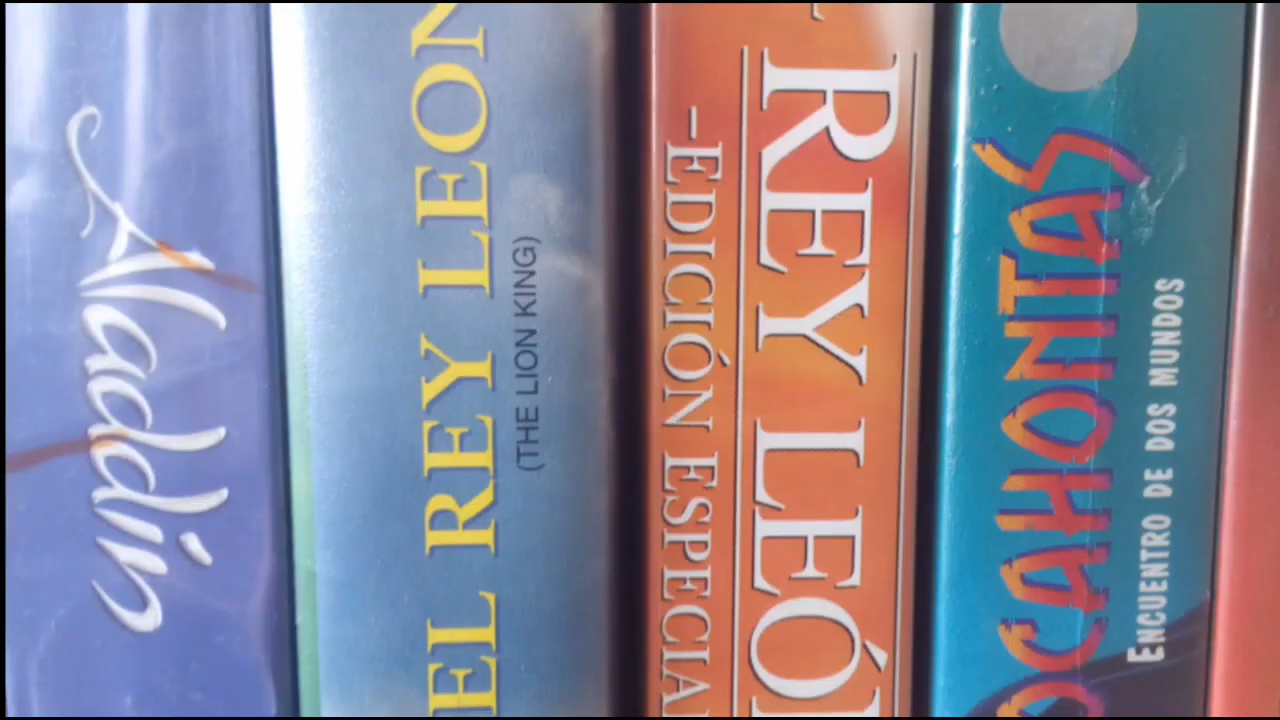 Aladdin
EL REY LEON
(THE LION KING)
REY LEÓ
-EDICIÓN ESPECIA
OCAHONTAS
ENCUENTRO DE DOS MUNDOS